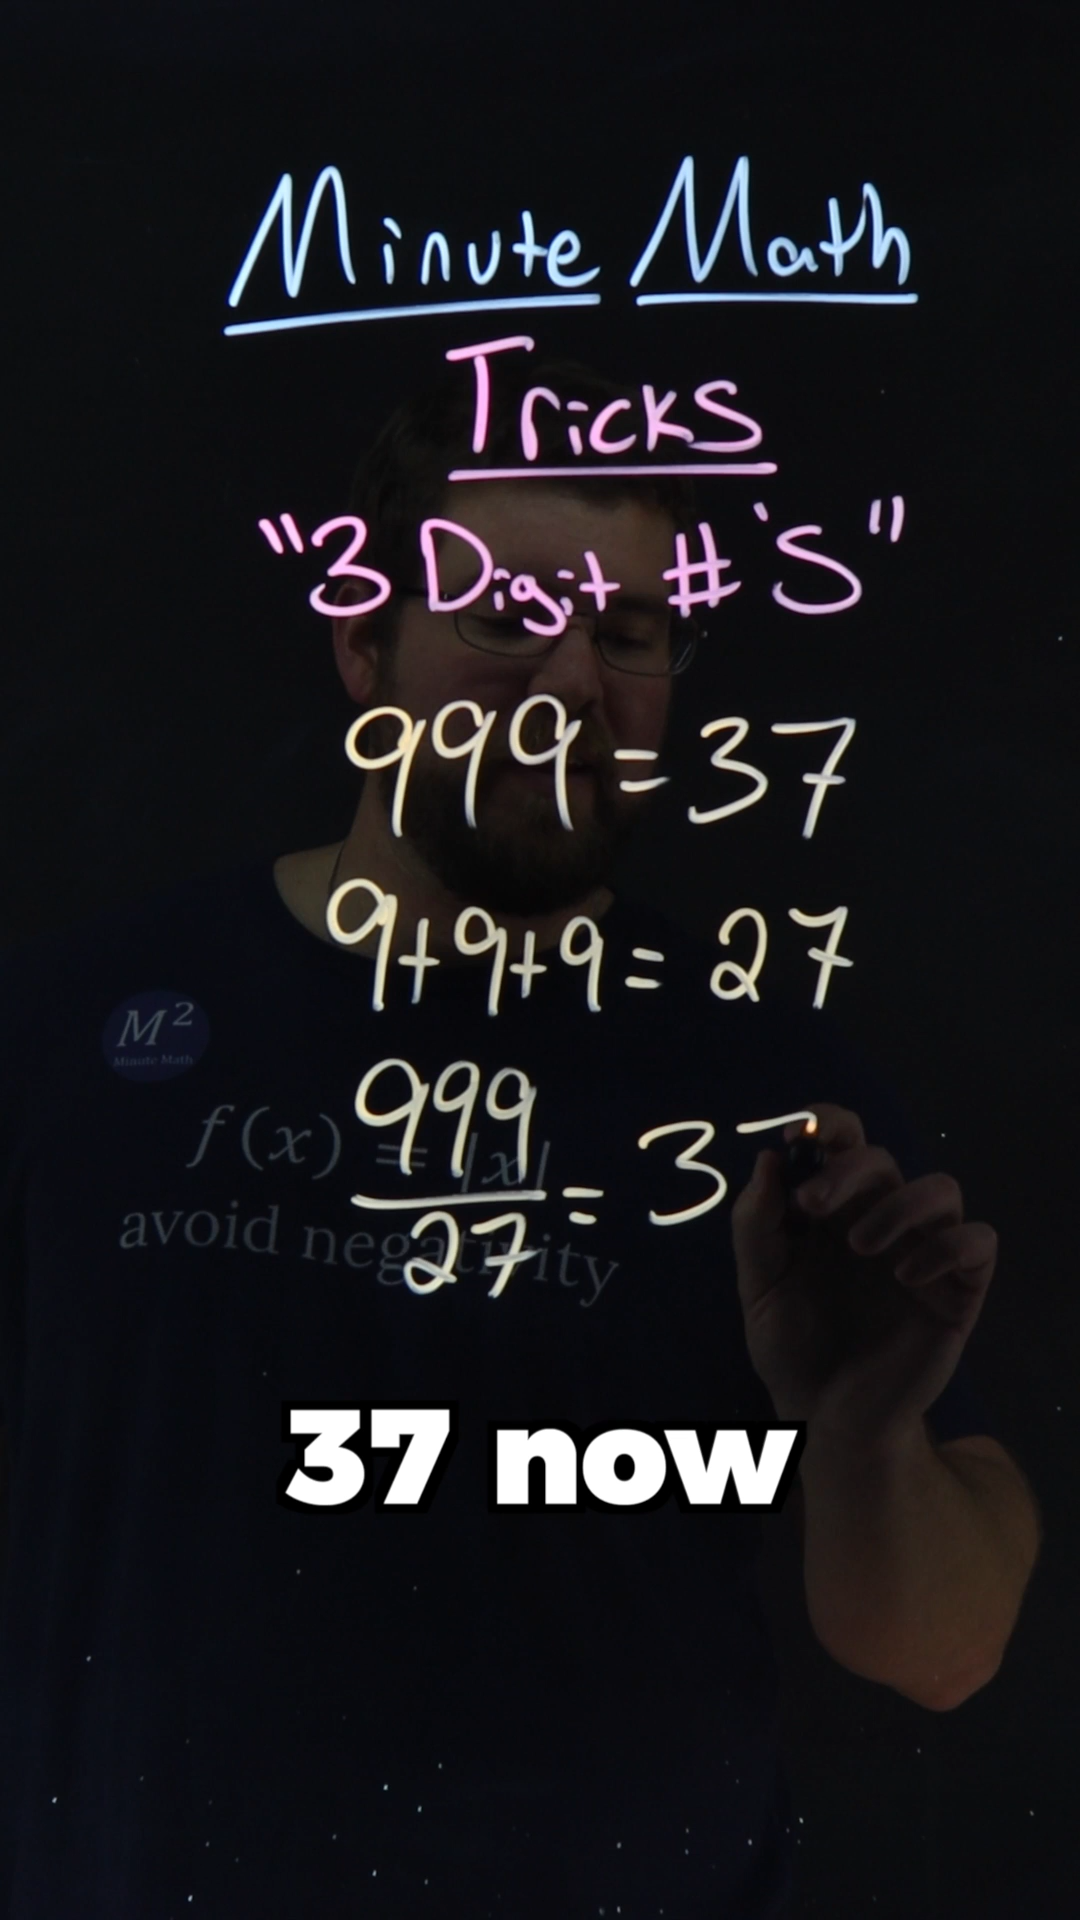 Minute Math
Tricks
"3 Digit #'s"
999 = 37
9+9+9 = 27
M²
Minute Math
999
27
= 37
f(x) = |x|
avoid negativity
37 now